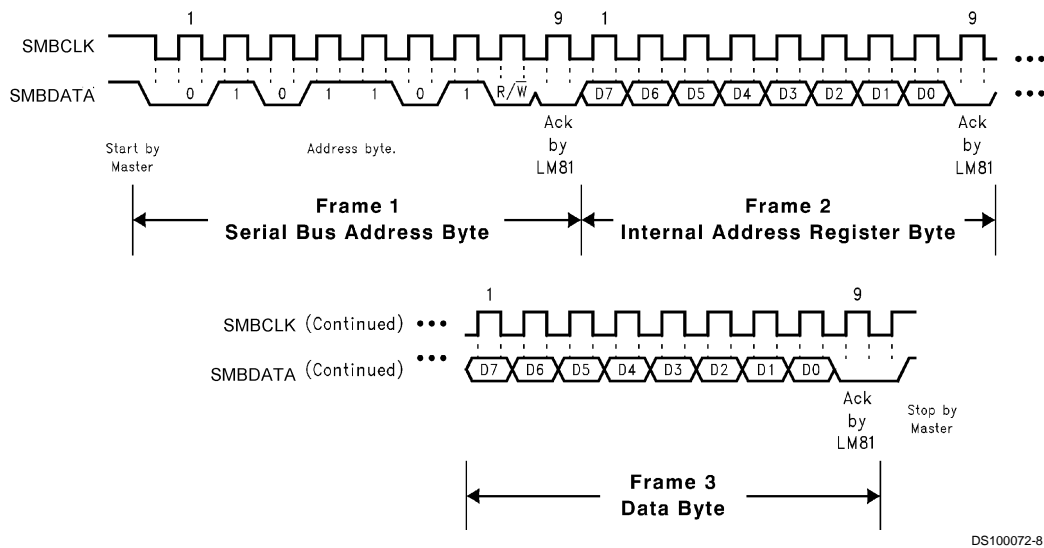 1 9 1 9
SMBCLK
SMBDATA 0 1 0 1 1 0 1 R/W̅ D7 D6 D5 D4 D3 D2 D1 D0
Start by
Master
Address byte.
Ack
by
LM81
Ack
by
LM81
Frame 1
Serial Bus Address Byte
Frame 2
Internal Address Register Byte
1 9
SMBCLK (Continued)
SMBDATA (Continued) D7 D6 D5 D4 D3 D2 D1 D0
Ack
by
LM81
Stop by
Master
Frame 3
Data Byte
DS100072-8